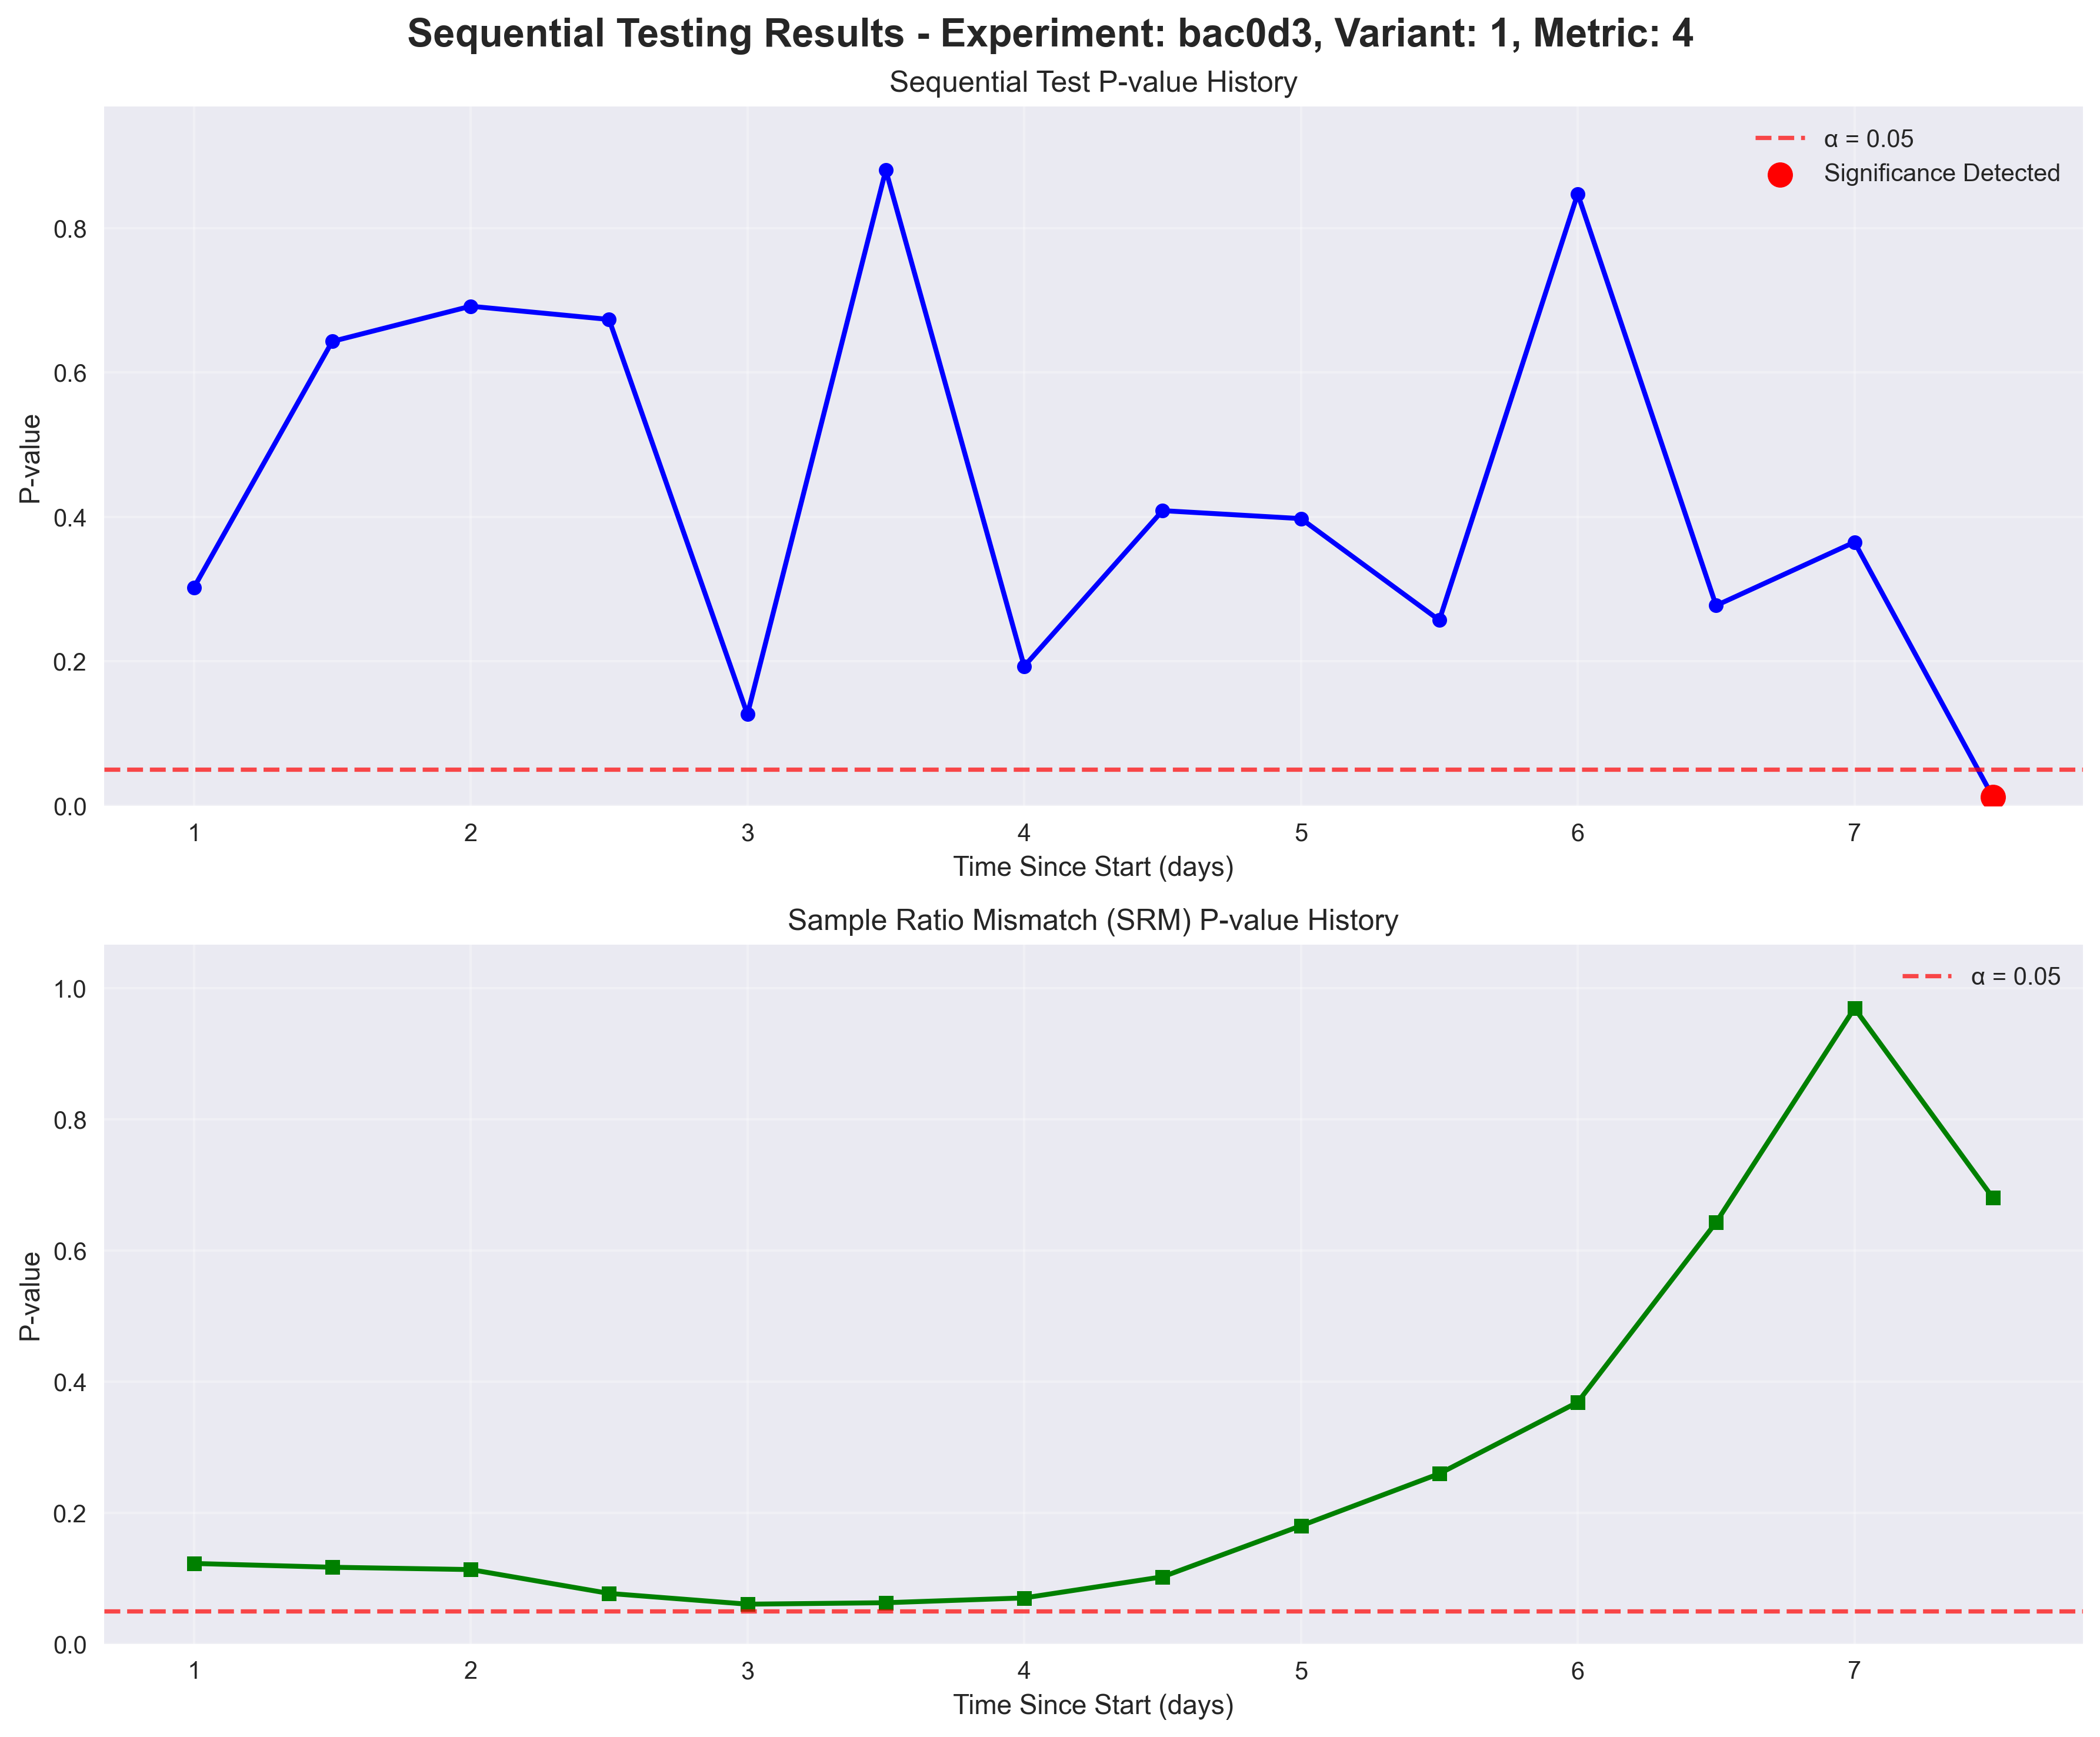 Sequential Testing Results - Experiment: bac0d3, Variant: 1, Metric: 4
Sequential Test P-value History
α = 0.05
Significance Detected
P-value
0.8
0.6
0.4
0.2
0.0
1 2 3 4 5 6 7
Time Since Start (days)
Sample Ratio Mismatch (SRM) P-value History
α = 0.05
P-value
1.0
0.8
0.6
0.4
0.2
0.0
1 2 3 4 5 6 7
Time Since Start (days)